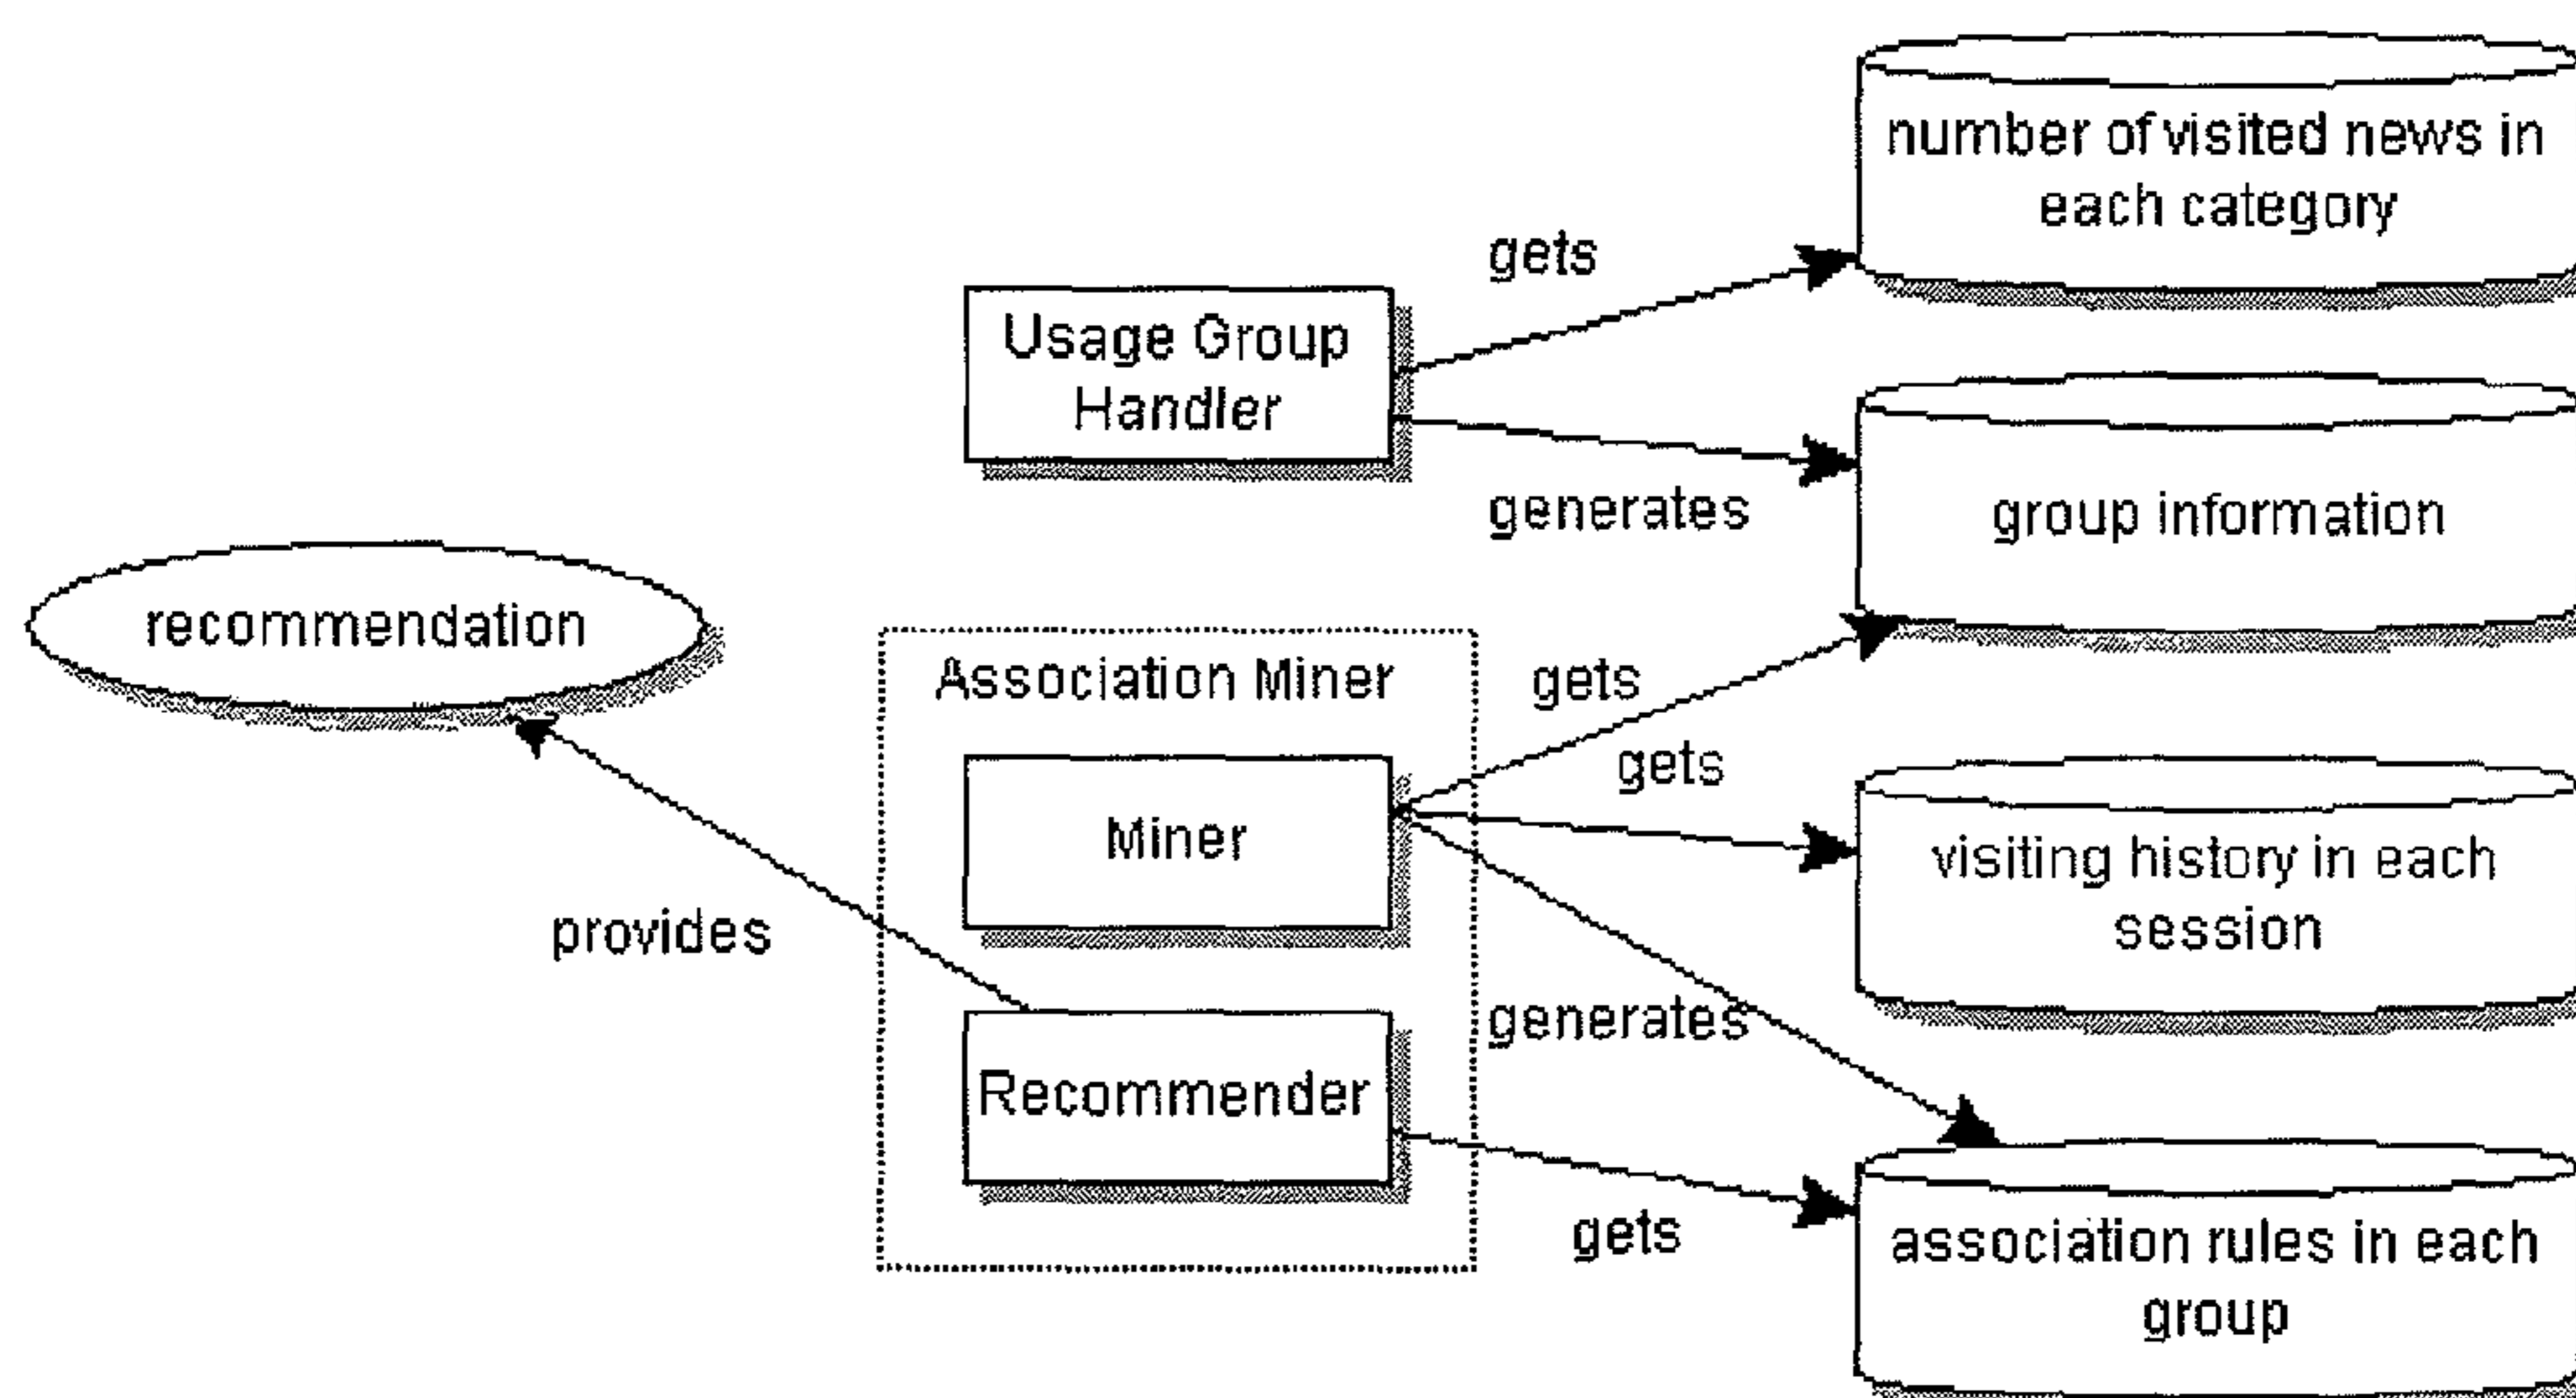 number of visited news in
each category
gets
Usage Group
Handler
generates
group information
recommendation
Association Miner
gets
gets
Miner
visiting history in each
session
provides
generates
Recommender
gets
association rules in each
group